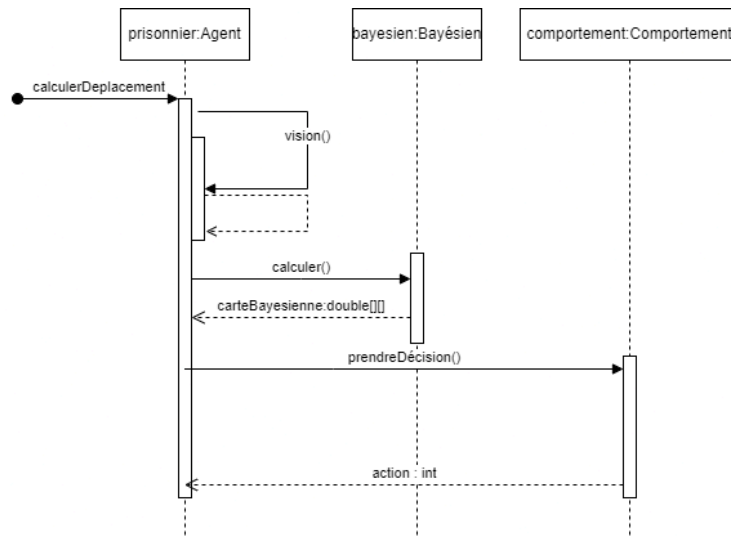 prisonnier:Agent
bayesien:Bayésien
comportement:Comportement
calculerDeplacement
vision()
calculer()
carteBayesienne:double[][]
prendreDécision()
action : int